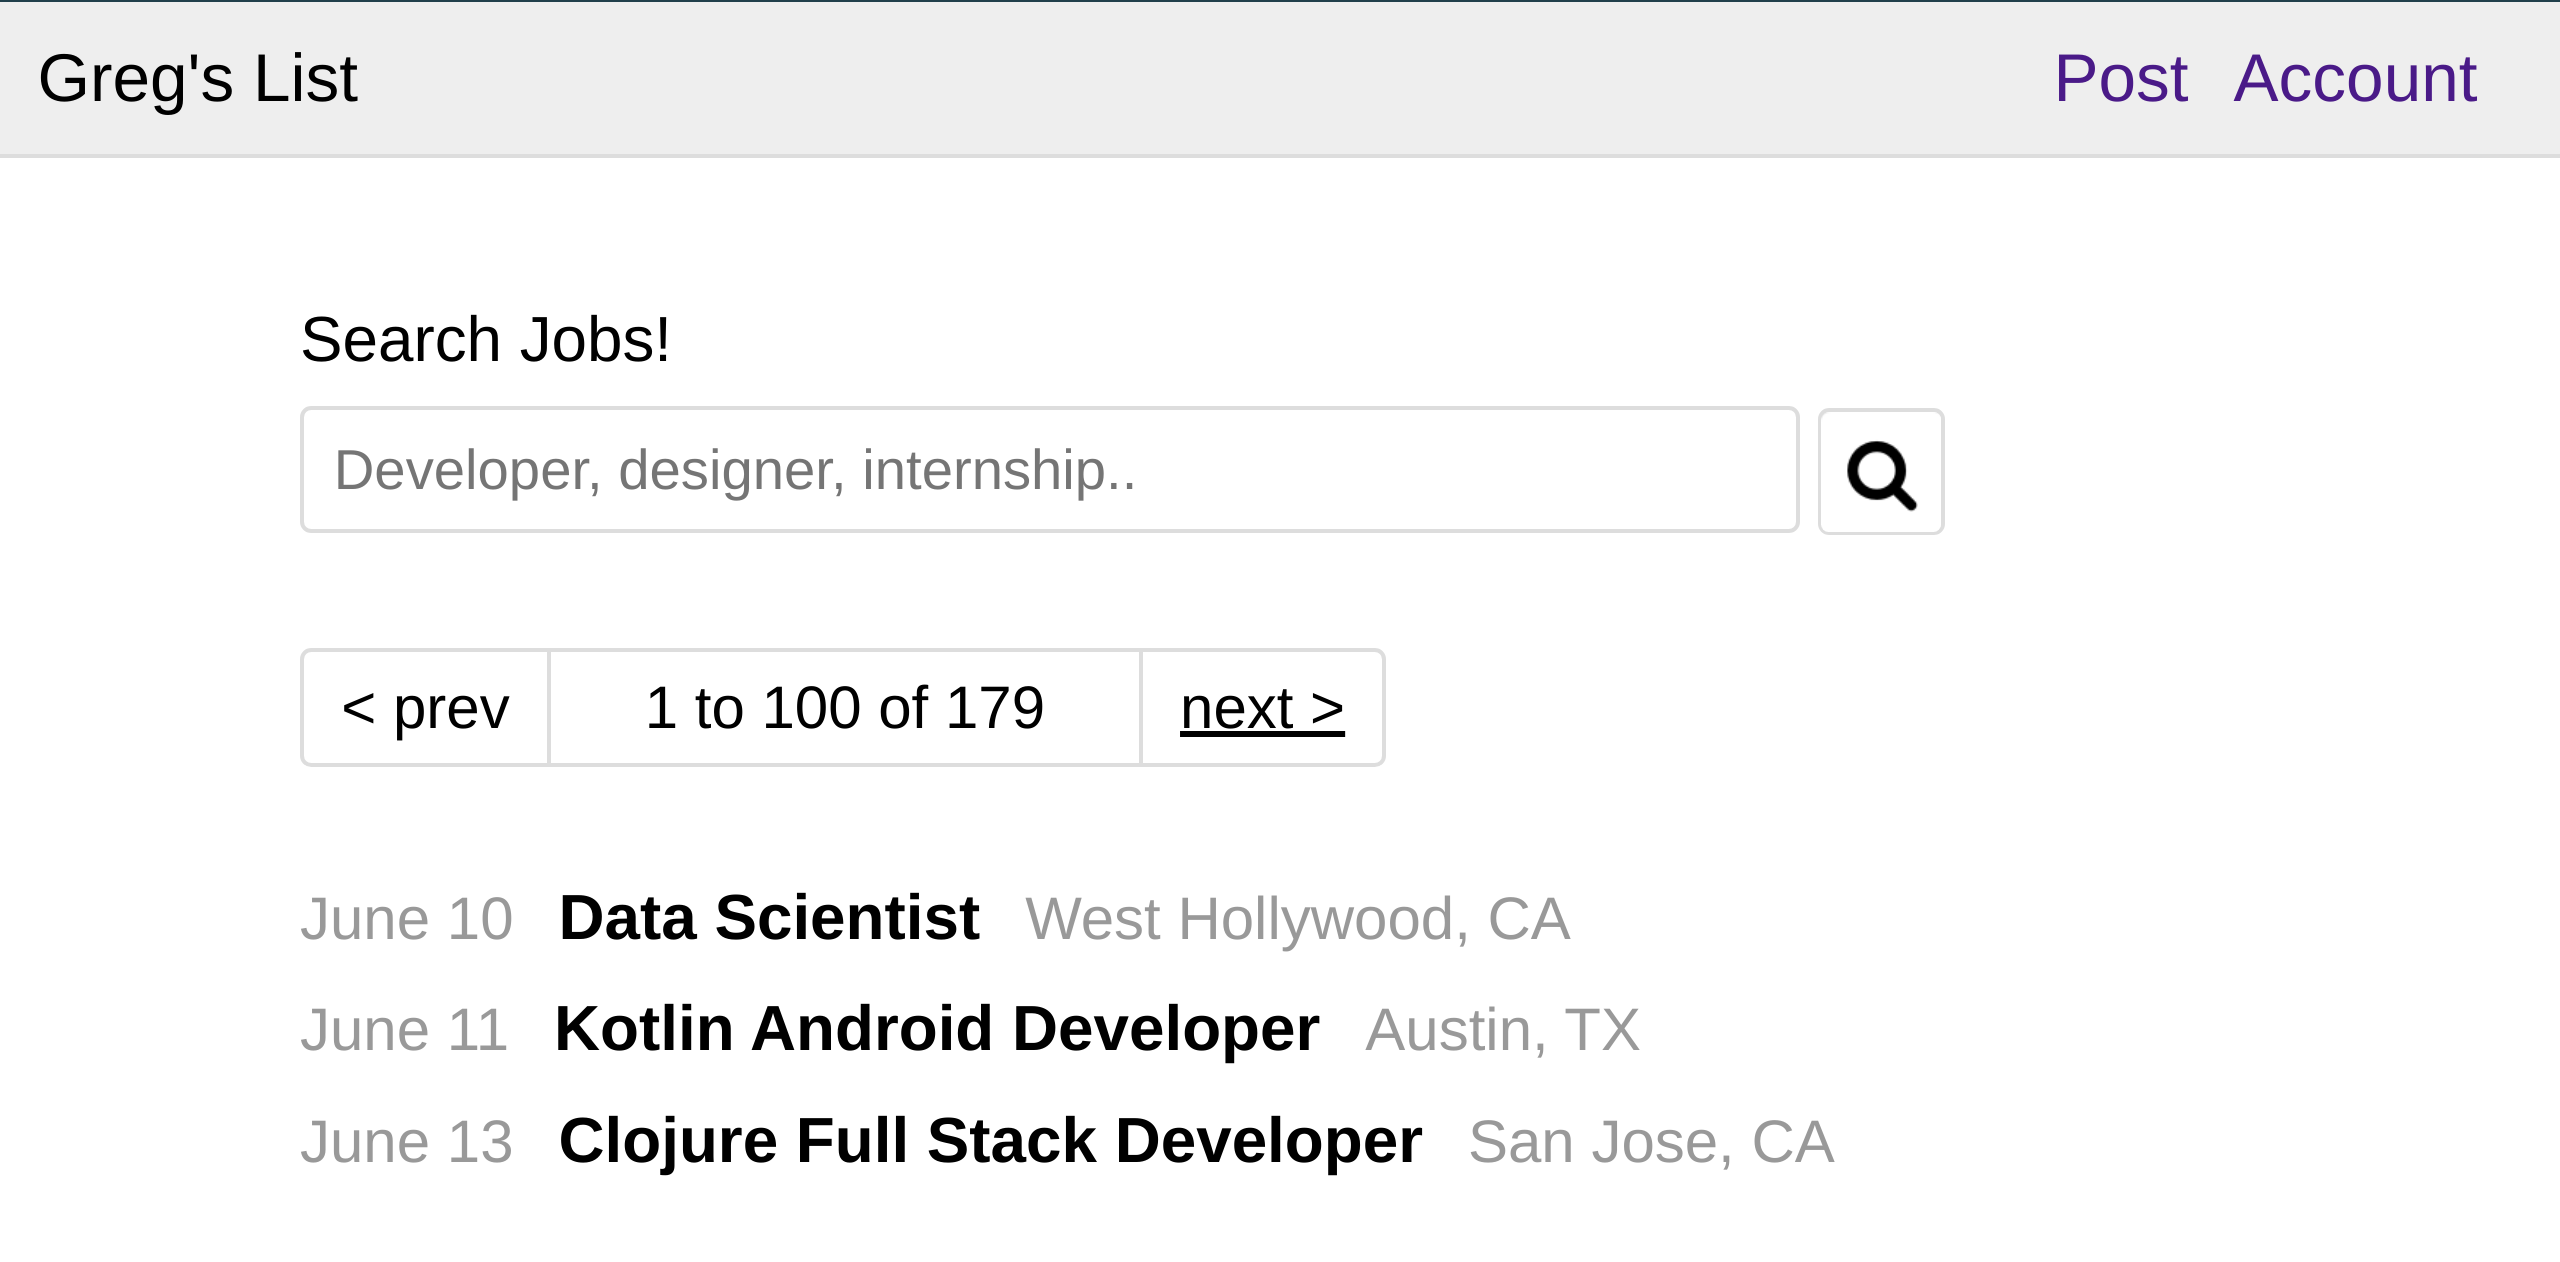 Greg's List Post Account
Search Jobs!
Developer, designer, internship..
< prev 1 to 100 of 179 next >
June 10 Data Scientist West Hollywood, CA
June 11 Kotlin Android Developer Austin, TX
June 13 Clojure Full Stack Developer San Jose, CA